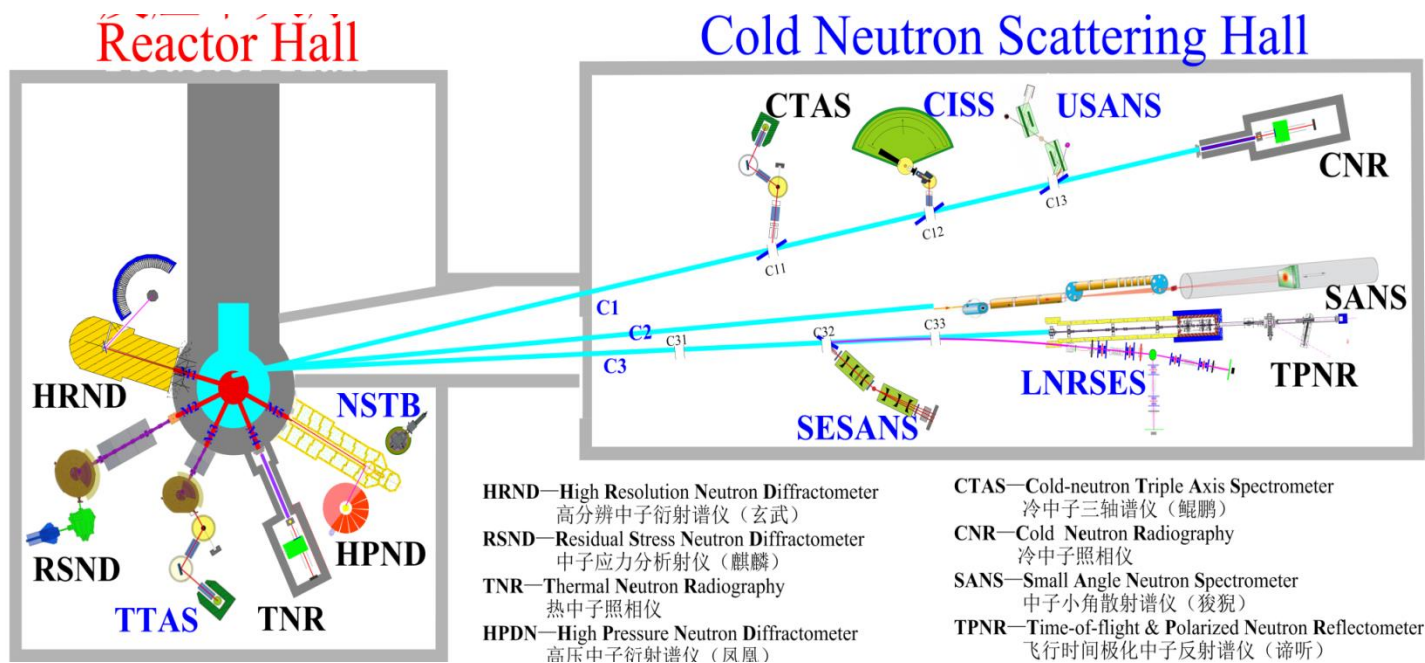 Reactor Hall
Cold Neutron Scattering Hall
CTAS
CISS
USANS
CNR
C13
C12
C11
C1
C2
C3
C31
C32
C33
SANS
LNRSES
TPNR
SESANS
HRND
NSTB
RSND
HPND
TTAS
TNR
HRND—High Resolution Neutron Diffractometer
高分辨中子衍射谱仪（玄武）
RSND—Residual Stress Neutron Diffractometer
中子应力分析射仪（麒麟）
TNR—Thermal Neutron Radiography
热中子照相仪
HPDN—High Pressure Neutron Diffractometer
高压中子衍射谱仪（凤凰）
CTAS—Cold-neutron Triple Axis Spectrometer
冷中子三轴谱仪（鲲鹏）
CNR—Cold Neutron Radiography
冷中子照相仪
SANS—Small Angle Neutron Spectrometer
中子小角散射谱仪（狻猊）
TPNR—Time-of-flight & Polarized Neutron Reflectometer
飞行时间极化中子反射谱仪（谛听）